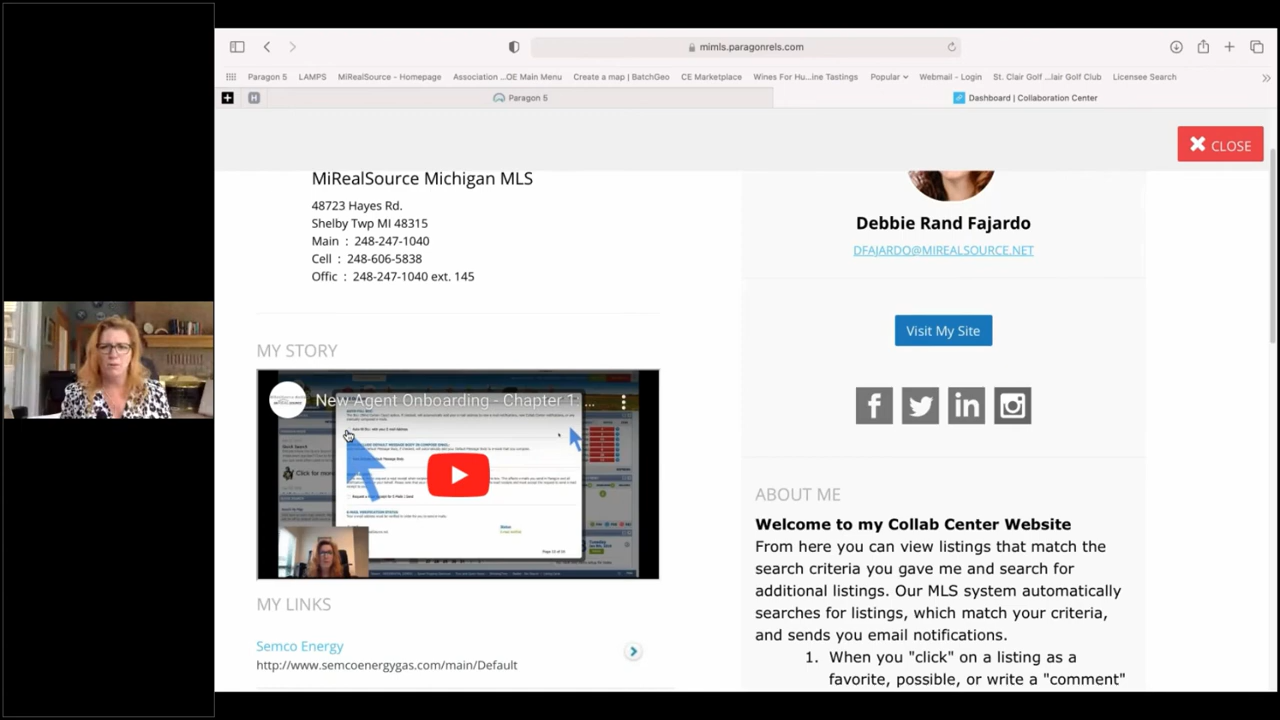 mimls.paragonrels.com
Paragon 5 LAMPS MiRealSource - Homepage Association ...OE Main Menu Create a map | BatchGeo CE Marketplace Wines For Hu...ine Tastings Popular Webmail - Login St. Clair Golf ...lair Golf Club Licensee Search
H Paragon 5 Dashboard | Collaboration Center
CLOSE
MiRealSource Michigan MLS
48723 Hayes Rd.
Shelby Twp MI 48315
Main : 248-247-1040
Cell : 248-606-5838
Offic : 248-247-1040 ext. 145
MY STORY
New Agent Onboarding - Chapter 1 ...
MY LINKS
Semco Energy
http://www.semcoenergygas.com/main/Default
Debbie Rand Fajardo
DFAJARDO@MIREALSOURCE.NET
Visit My Site
ABOUT ME
Welcome to my Collab Center Website
From here you can view listings that match the
search criteria you gave me and search for
additional listings. Our MLS system automatically
searches for listings, which match your criteria,
and sends you email notifications.
1. When you "click" on a listing as a
favorite, possible, or write a "comment"